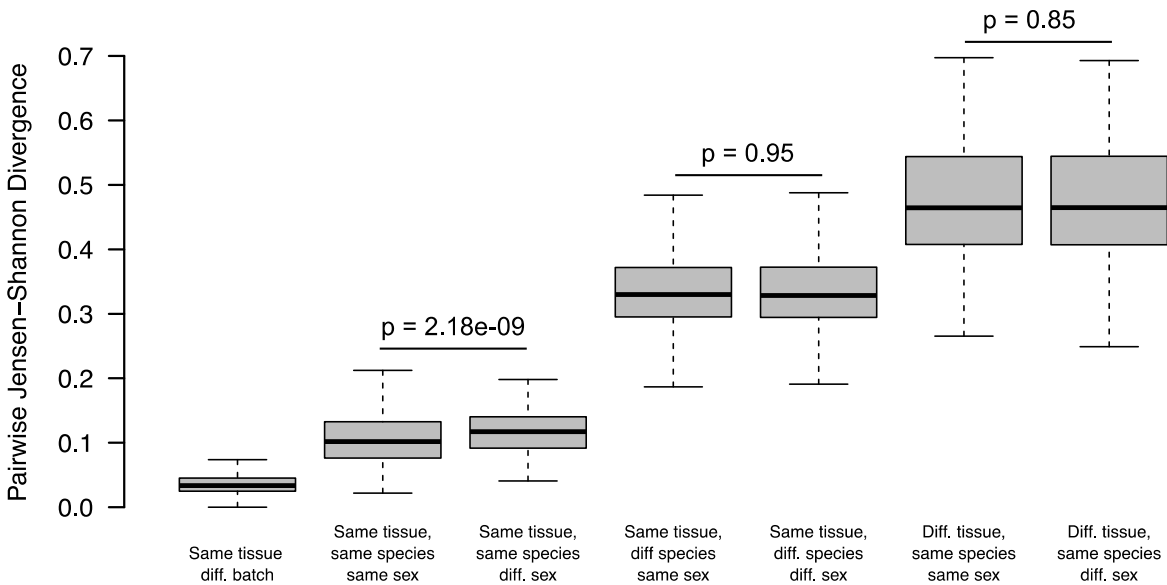 Pairwise Jensen−Shannon Divergence
0.7
0.6
0.5
0.4
0.3
0.2
0.1
0.0
p = 2.18e-09
p = 0.95
p = 0.85
Same tissue
diff. batch
Same tissue,
same species
same sex
Same tissue,
same species
diff. sex
Same tissue,
diff species
same sex
Same tissue,
diff. species
diff. sex
Diff. tissue,
same species
same sex
Diff. tissue,
same species
diff. sex